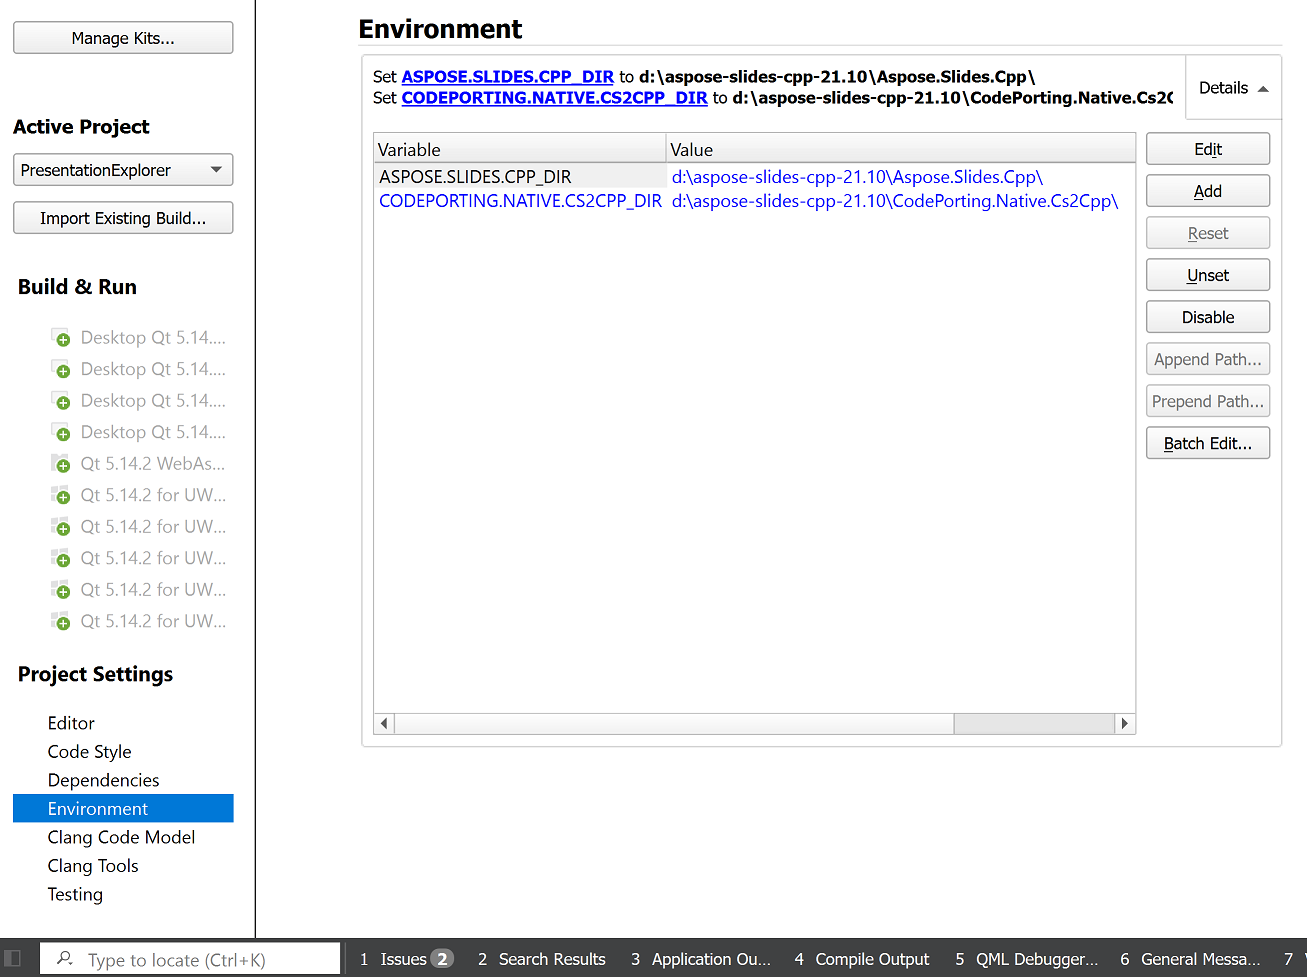 Manage Kits...
Active Project
PresentationExplorer
Import Existing Build...
Build & Run
Desktop Qt 5.14....
Desktop Qt 5.14....
Desktop Qt 5.14....
Desktop Qt 5.14....
Qt 5.14.2 WebAs...
Qt 5.14.2 for UW...
Qt 5.14.2 for UW...
Qt 5.14.2 for UW...
Qt 5.14.2 for UW...
Qt 5.14.2 for UW...
Project Settings
Editor
Code Style
Dependencies
Environment
Clang Code Model
Clang Tools
Testing
Environment
Set ASPOSE.SLIDES.CPP_DIR to d:\aspose-slides-cpp-21.10\Aspose.Slides.Cpp\
Set CODEPORTING.NATIVE.CS2CPP_DIR to d:\aspose-slides-cpp-21.10\CodePorting.Native.Cs2C
Details
Variable Value
ASPOSE.SLIDES.CPP_DIR d:\aspose-slides-cpp-21.10\Aspose.Slides.Cpp\
CODEPORTING.NATIVE.CS2CPP_DIR d:\aspose-slides-cpp-21.10\CodePorting.Native.Cs2Cpp\
Edit
Add
Reset
Unset
Disable
Append Path...
Prepend Path...
Batch Edit...
Type to locate (Ctrl+K) 1 Issues 2 2 Search Results 3 Application Ou... 4 Compile Output 5 QML Debugger... 6 General Messa... 7